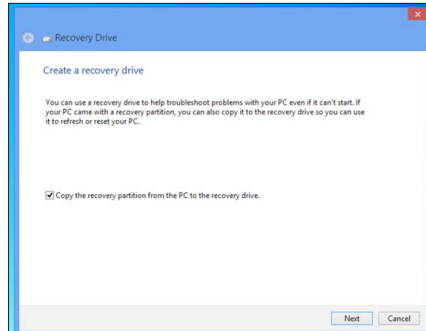 Recovery Drive
Create a recovery drive
You can use a recovery drive to help troubleshoot problems with your PC even if it can't start. If
your PC came with a recovery partition, you can also copy it to the recovery drive so you can use
it to refresh or reset your PC.
Copy the recovery partition from the PC to the recovery drive.
Next Cancel